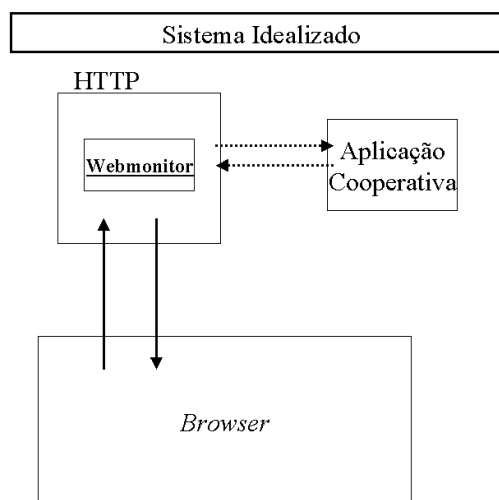 Sistema Idealizado
HTTP
Webmonitor
Aplicação
Cooperativa
Browser